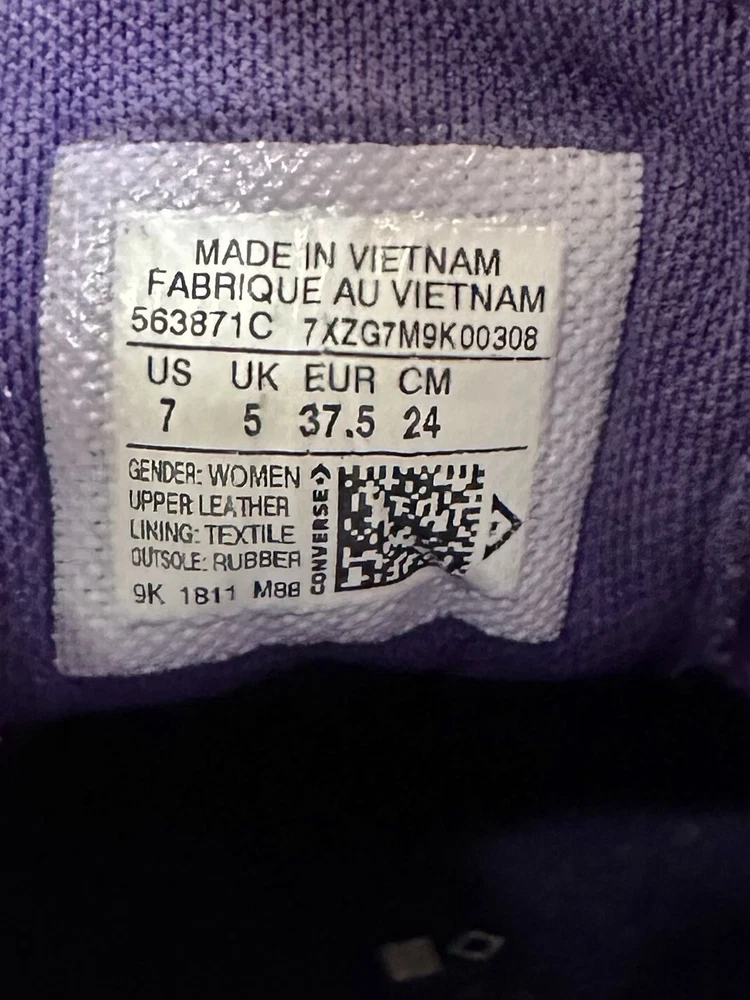 MADE IN VIETNAM
FABRIQUE AU VIETNAM
563871C 7XZG7M9K00308
US UK EUR CM
7 5 37.5 24
GENDER: WOMEN
UPPER: LEATHER
LINING: TEXTILE
OUTSOLE: RUBBER
9K 1811 M88
CONVERSE